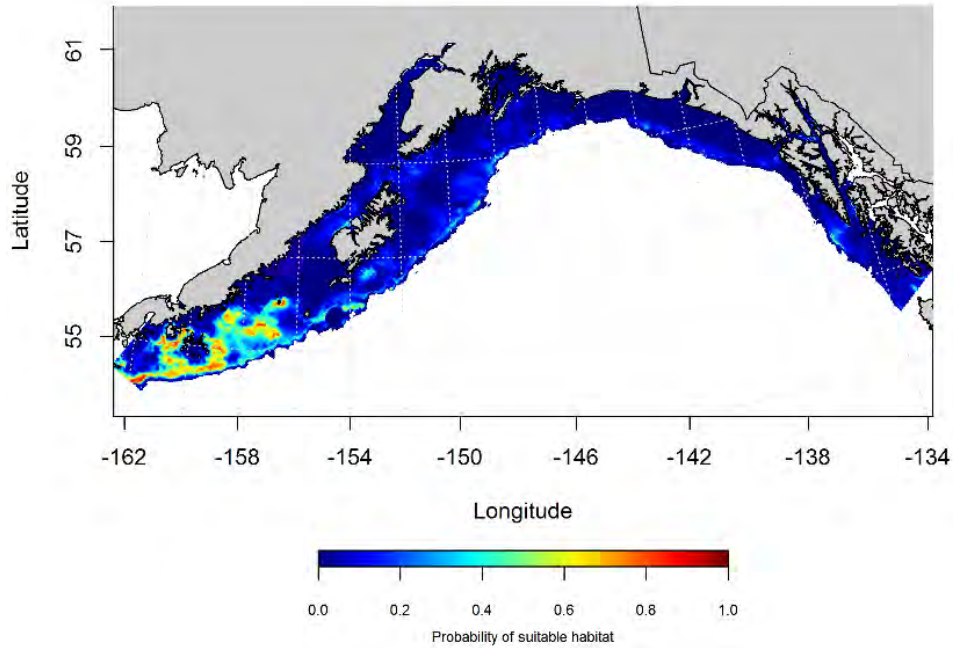 61
59
57
55
Latitude
-162 -158 -154 -150 -146 -142 -138 -134
Longitude
0.0 0.2 0.4 0.6 0.8 1.0
Probability of suitable habitat